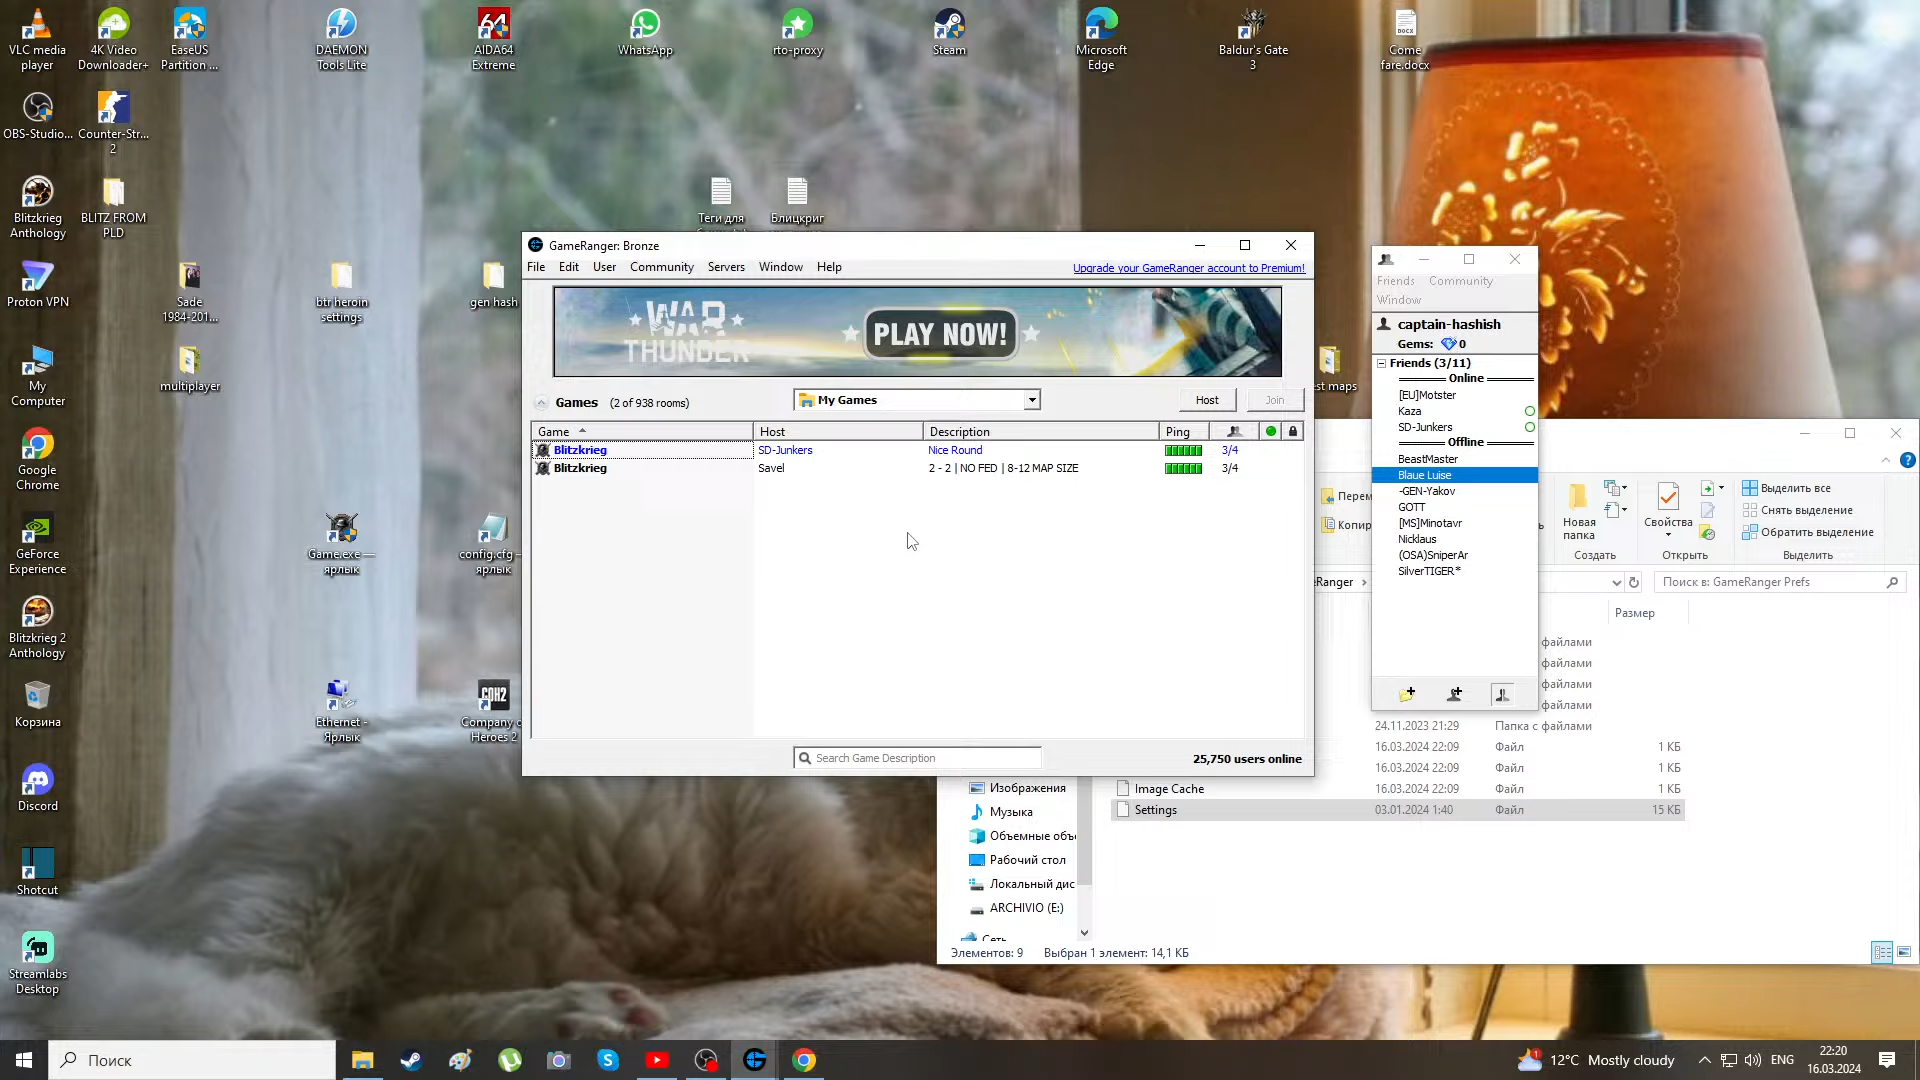 VLC media
player
4K Video
Downloader+
EaseUS
Partition ...
DAEMON
Tools Lite
64
AIDA64
Extreme
WhatsApp
rto-proxy
Steam
Microsoft
Edge
Baldur's Gate
3
DOCX
Come
fare.docx
OBS-Studio...
Counter-Str...
2
Blitzkrieg
Anthology
BLITZ FROM
PLD
Теги для
Блицкриг
Proton VPN
Sade
1984-201...
btr heroin
settings
gen hash
My
Computer
multiplayer
est maps
Google
Chrome
GeForce
Experience
Game.exe —
ярлык
config.cfg –
ярлык
Blitzkrieg 2
Anthology
Корзина
Ethernet -
Ярлык
COH2
Company o
Heroes 2
Discord
Shotcut
Streamlabs
Desktop
GameRanger: Bronze
File Edit User Community Servers Window Help
Upgrade your GameRanger account to Premium!
WAR
THUNDER
PLAY NOW!
Games (2 of 938 rooms)
My Games
Host
Join
Game Host Description Ping
Blitzkrieg SD-Junkers Nice Round 3/4
Blitzkrieg Savel 2 - 2 | NO FED | 8-12 MAP SIZE 3/4
Search Game Description
25,750 users online
Friends Community
Window
captain-hashish
Gems: 0
Friends (3/11)
Online
[EU]Motster
Kaza
SD-Junkers
Offline
BeastMaster
Blaue Luise
-GEN-Yakov
GOTT
[MS]Minotavr
Nicklaus
(OSA)SniperAr
SilverTIGER*
Перем
Копир
Новая
папка
Создать
Свойства
Открыть
Выделить все
Снять выделение
Обратить выделение
Выделить
eRanger
Поиск в: GameRanger Prefs
Размер
файлами
файлами
файлами
файлами
24.11.2023 21:29 Папка с файлами
16.03.2024 22:09 Файл 1 КБ
16.03.2024 22:09 Файл 1 КБ
Image Cache 16.03.2024 22:09 Файл 1 КБ
Settings 03.01.2024 1:40 Файл 15 КБ
Изображения
Музыка
Объемные объ
Рабочий стол
Локальный дис
ARCHIVIO (E:)
Сеть
Элементов: 9 Выбран 1 элемент: 14,1 КБ
Поиск
1
12°C Mostly cloudy
ENG
22:20
16.03.2024